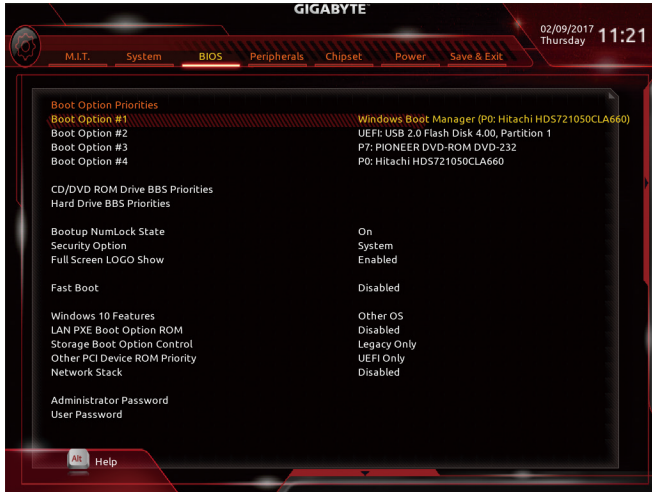 GIGABYTE™
02/09/2017 11:21
Thursday
M.I.T. System BIOS Peripherals Chipset Power Save & Exit
Boot Option Priorities
Boot Option #1 Windows Boot Manager (P0: Hitachi HDS721050CLA660)
Boot Option #2 UEFI: USB 2.0 Flash Disk 4.00, Partition 1
Boot Option #3 P7: PIONEER DVD-ROM DVD-232
Boot Option #4 P0: Hitachi HDS721050CLA660
CD/DVD ROM Drive BBS Priorities
Hard Drive BBS Priorities
Bootup NumLock State On
Security Option System
Full Screen LOGO Show Enabled
Fast Boot Disabled
Windows 10 Features Other OS
LAN PXE Boot Option ROM Disabled
Storage Boot Option Control Legacy Only
Other PCI Device ROM Priority UEFI Only
Network Stack Disabled
Administrator Password
User Password
Alt Help